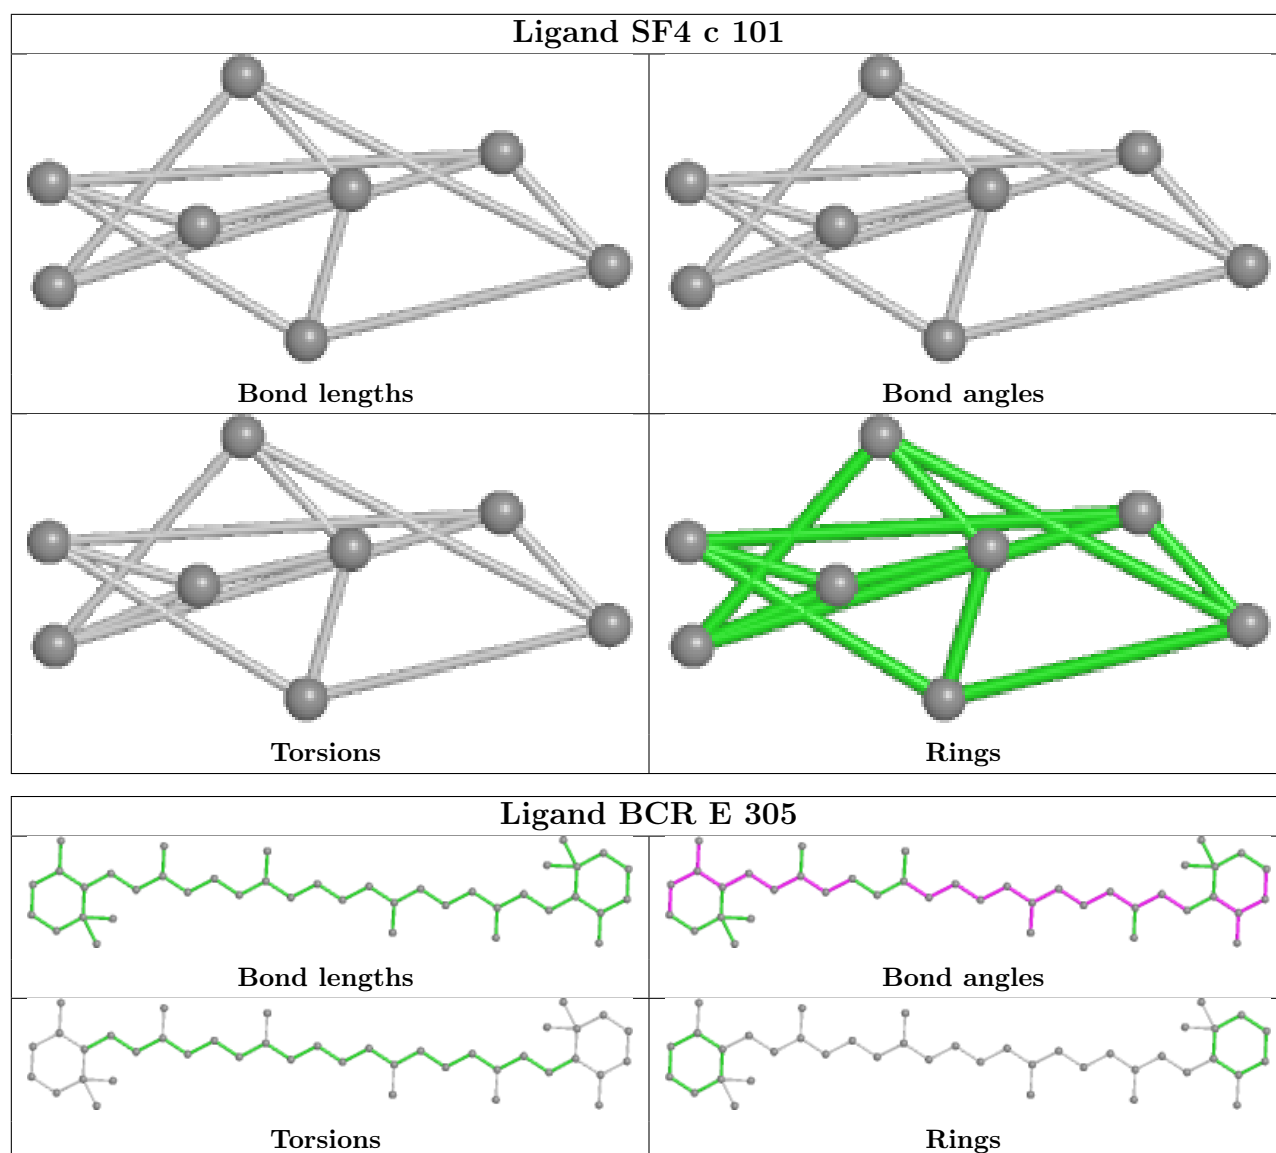 Ligand SF4 c 101
Bond lengths
Bond angles
Torsions
Rings
Ligand BCR E 305
Bond lengths
Bond angles
Torsions
Rings